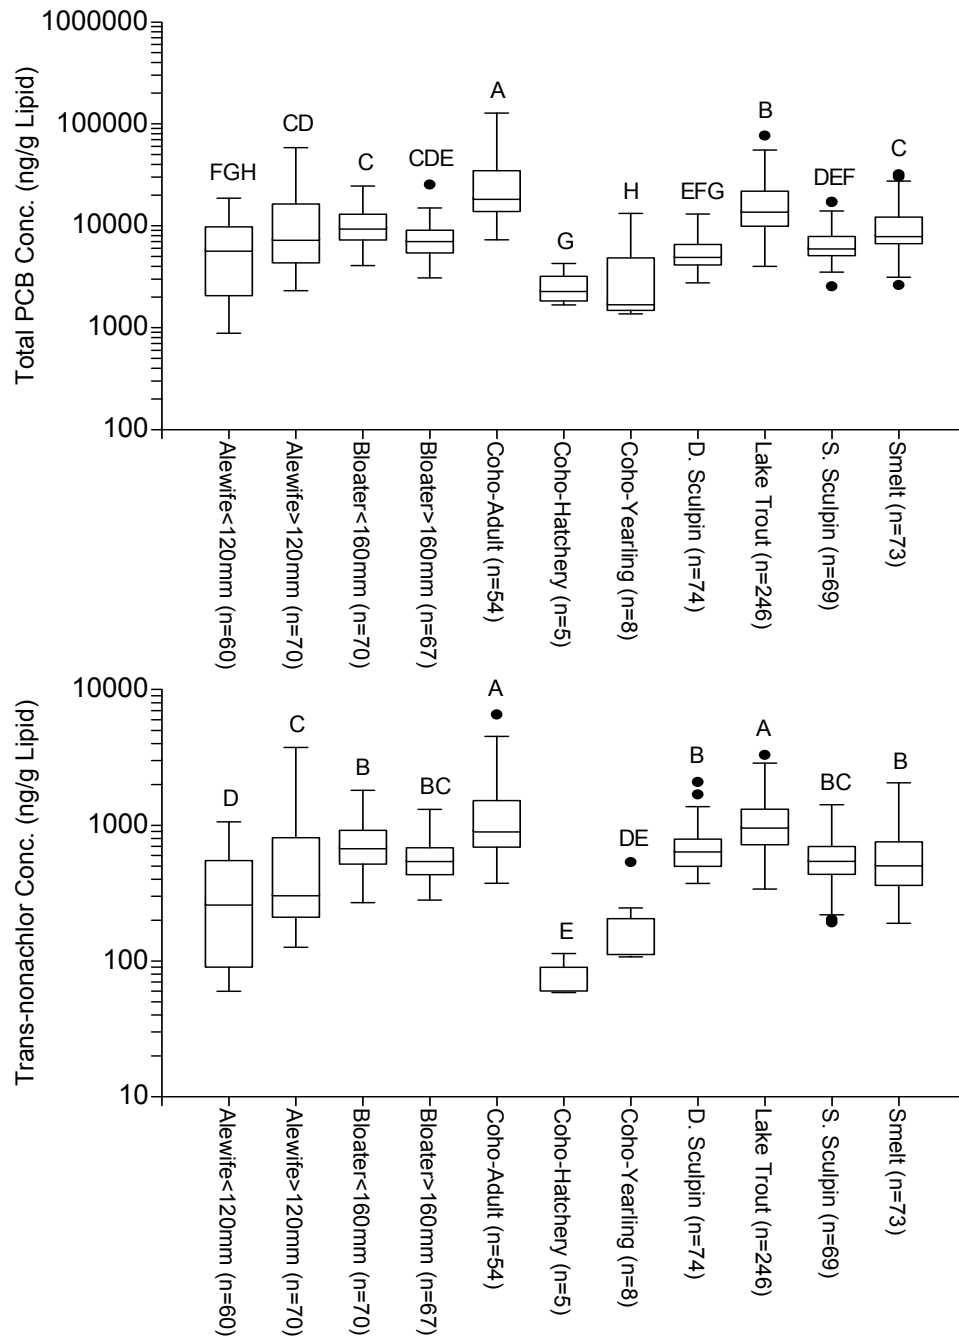 Total PCB Conc. (ng/g Lipid)
1000000
100000
10000
1000
100
FGH
CD
C
CDE
A
G
H
EFG
B
DEF
C
Alewife<120mm (n=60)
Alewife>120mm (n=70)
Bloater<160mm (n=70)
Bloater>160mm (n=67)
Coho-Adult (n=54)
Coho-Hatchery (n=5)
Coho-Yearling (n=8)
D. Sculpin (n=74)
Lake Trout (n=246)
S. Sculpin (n=69)
Smelt (n=73)
Trans-nonachlor Conc. (ng/g Lipid)
10000
1000
100
10
D
C
B
BC
A
E
DE
B
A
BC
B
Alewife<120mm (n=60)
Alewife>120mm (n=70)
Bloater<160mm (n=70)
Bloater>160mm (n=67)
Coho-Adult (n=54)
Coho-Hatchery (n=5)
Coho-Yearling (n=8)
D. Sculpin (n=74)
Lake Trout (n=246)
S. Sculpin (n=69)
Smelt (n=73)